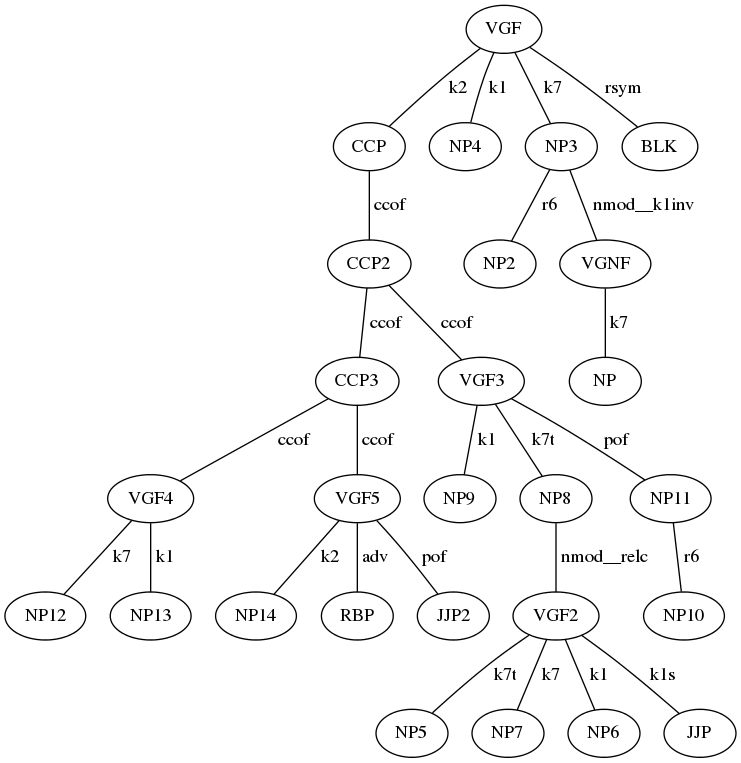 VGF
k2 k1 k7 rsym
CCP NP4 NP3 BLK
ccof r6 nmod__k1inv
CCP2 NP2 VGNF
ccof ccof k7
CCP3 VGF3 NP
ccof ccof k1 k7t pof
VGF4 VGF5 NP9 NP8 NP11
k7 k1 k2 adv pof nmod__relc r6
NP12 NP13 NP14 RBP JJP2 VGF2 NP10
k7t k7 k1 k1s
NP5 NP7 NP6 JJP